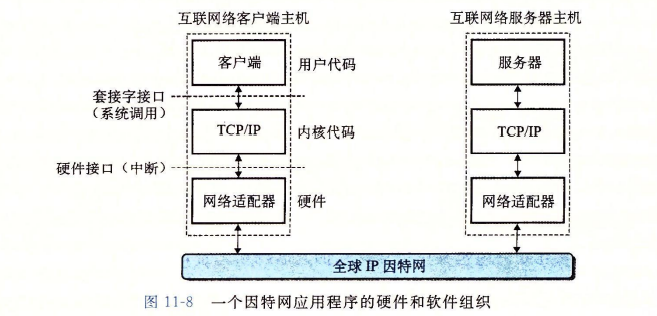 互联网络客户端主机
互联网络服务器主机
客户端
用户代码
服务器
套接字接口
(系统调用)
TCP/IP
内核代码
TCP/IP
硬件接口(中断)
网络适配器
硬件
网络适配器
全球 IP 因特网
图 11-8 一个因特网应用程序的硬件和软件组织